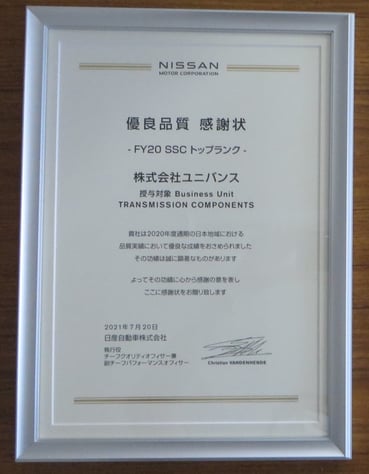 NISSAN
MOTOR CORPORATION
優良品質 感謝状
- FY20 SSC トップランク -
株式会社ユニバンス
授与対象 Business Unit
TRANSMISSION COMPONENTS
貴社は2020年度通期の日本地域における
品質実績において優良な成績をおさめられました
その功績は誠に顕著なものがあります
よってその功績に心から感謝の意を表し
ここに感謝状をお贈り致します
2021年7月20日
日産自動車株式会社
執行役
チーフクオリティオフィサー兼
副チーフパフォーマンスオフィサー
Christian VANDENHENDE